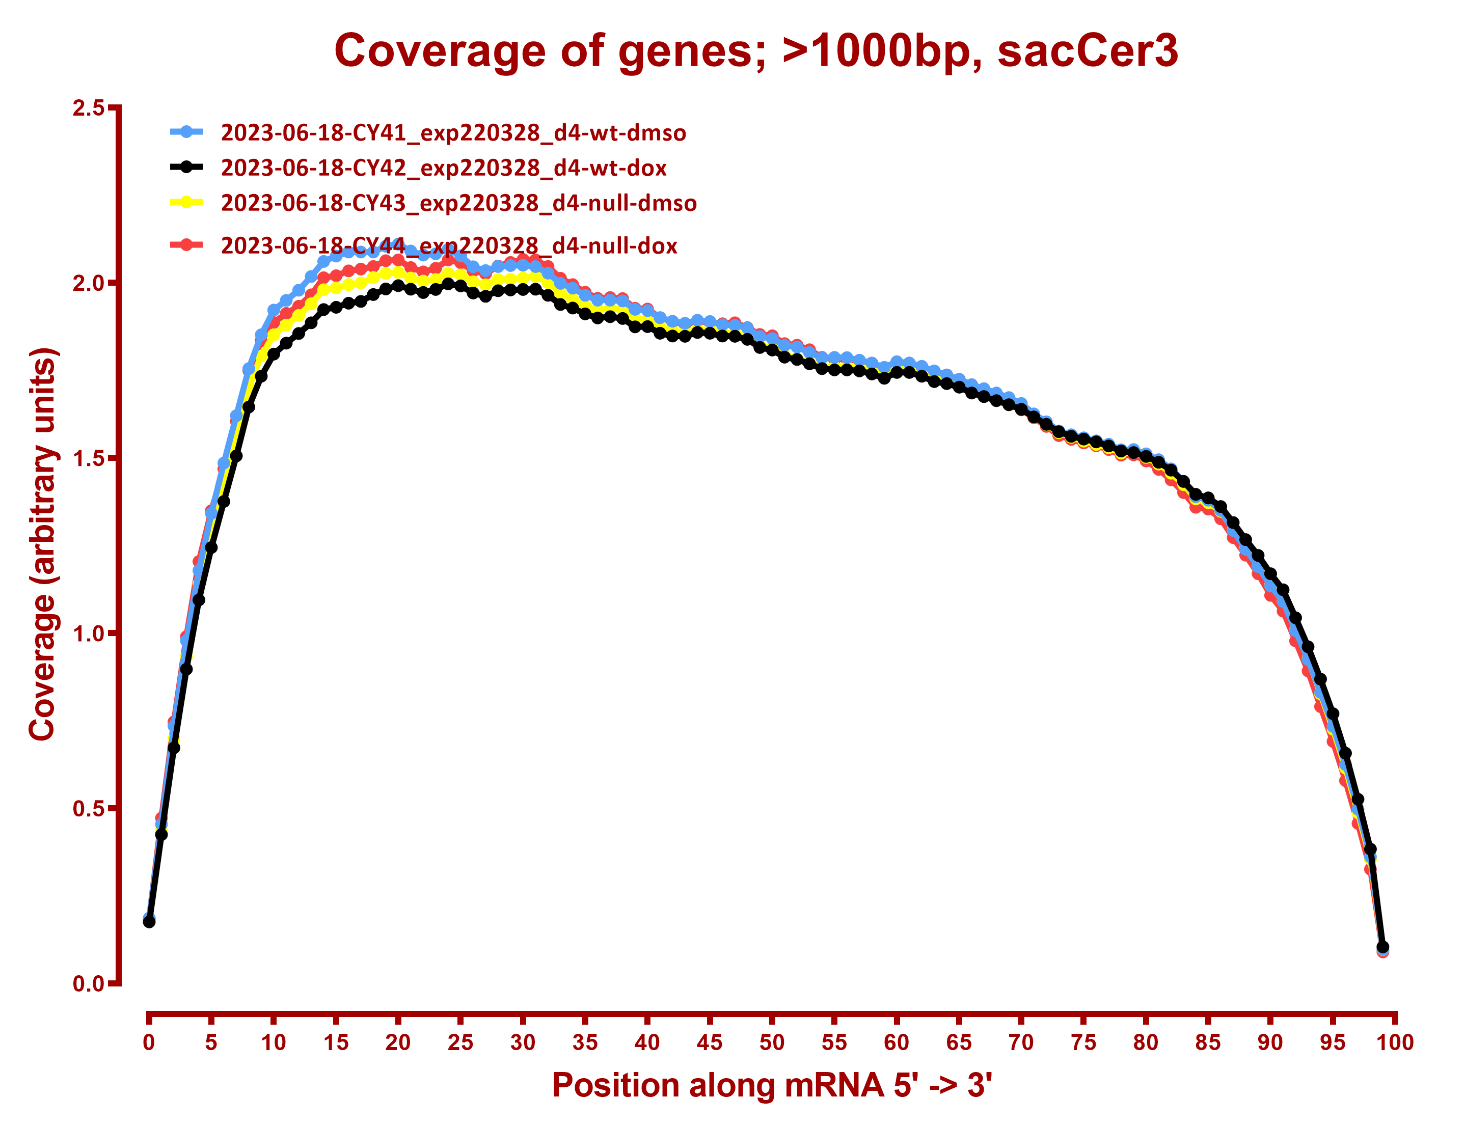 Coverage of genes; >1000bp, sacCer3
2.5
2023-06-18-CY41_exp220328_d4-wt-dmso
2023-06-18-CY42_exp220328_d4-wt-dox
2023-06-18-CY43_exp220328_d4-null-dmso
2023-06-18-CY44_exp220328_d4-null-dox
2.0
1.5
1.0
0.5
0.0
Coverage (arbitrary units)
0 5 10 15 20 25 30 35 40 45 50 55 60 65 70 75 80 85 90 95 100
Position along mRNA 5' -> 3'